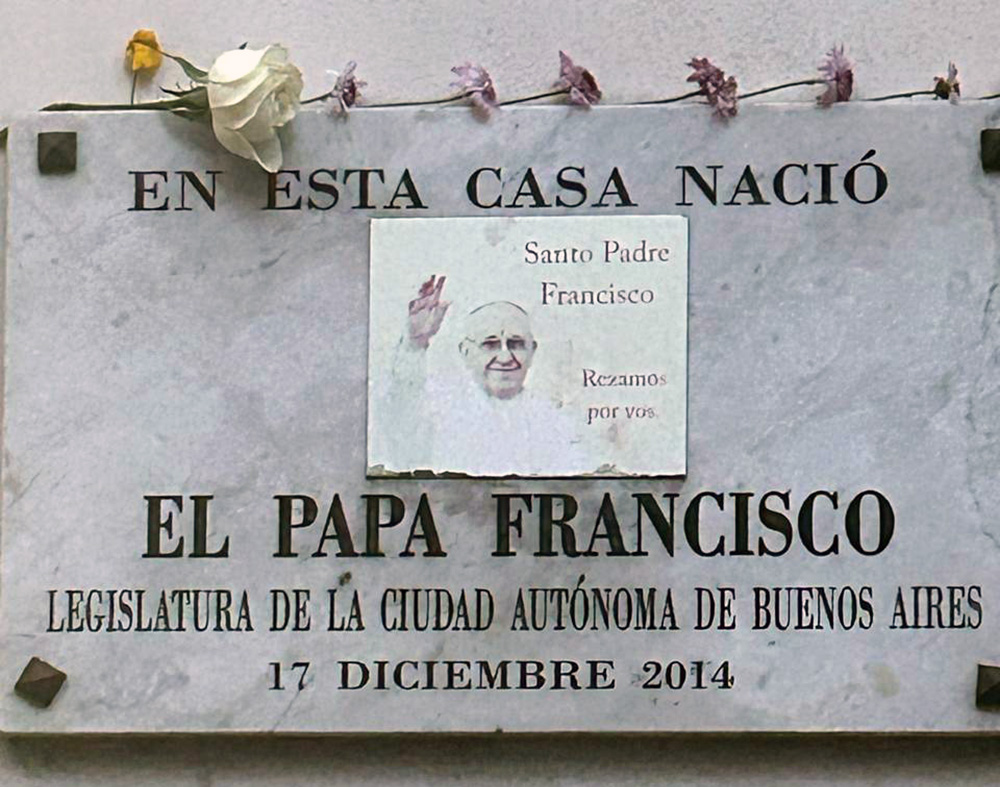 EN ESTA CASA NACIÓ
Santo Padre
Francisco
Rezamos
por vos
EL PAPA FRANCISCO
LEGISLATURA DE LA CIUDAD AUTÓNOMA DE BUENOS AIRES
17 DICIEMBRE 2014